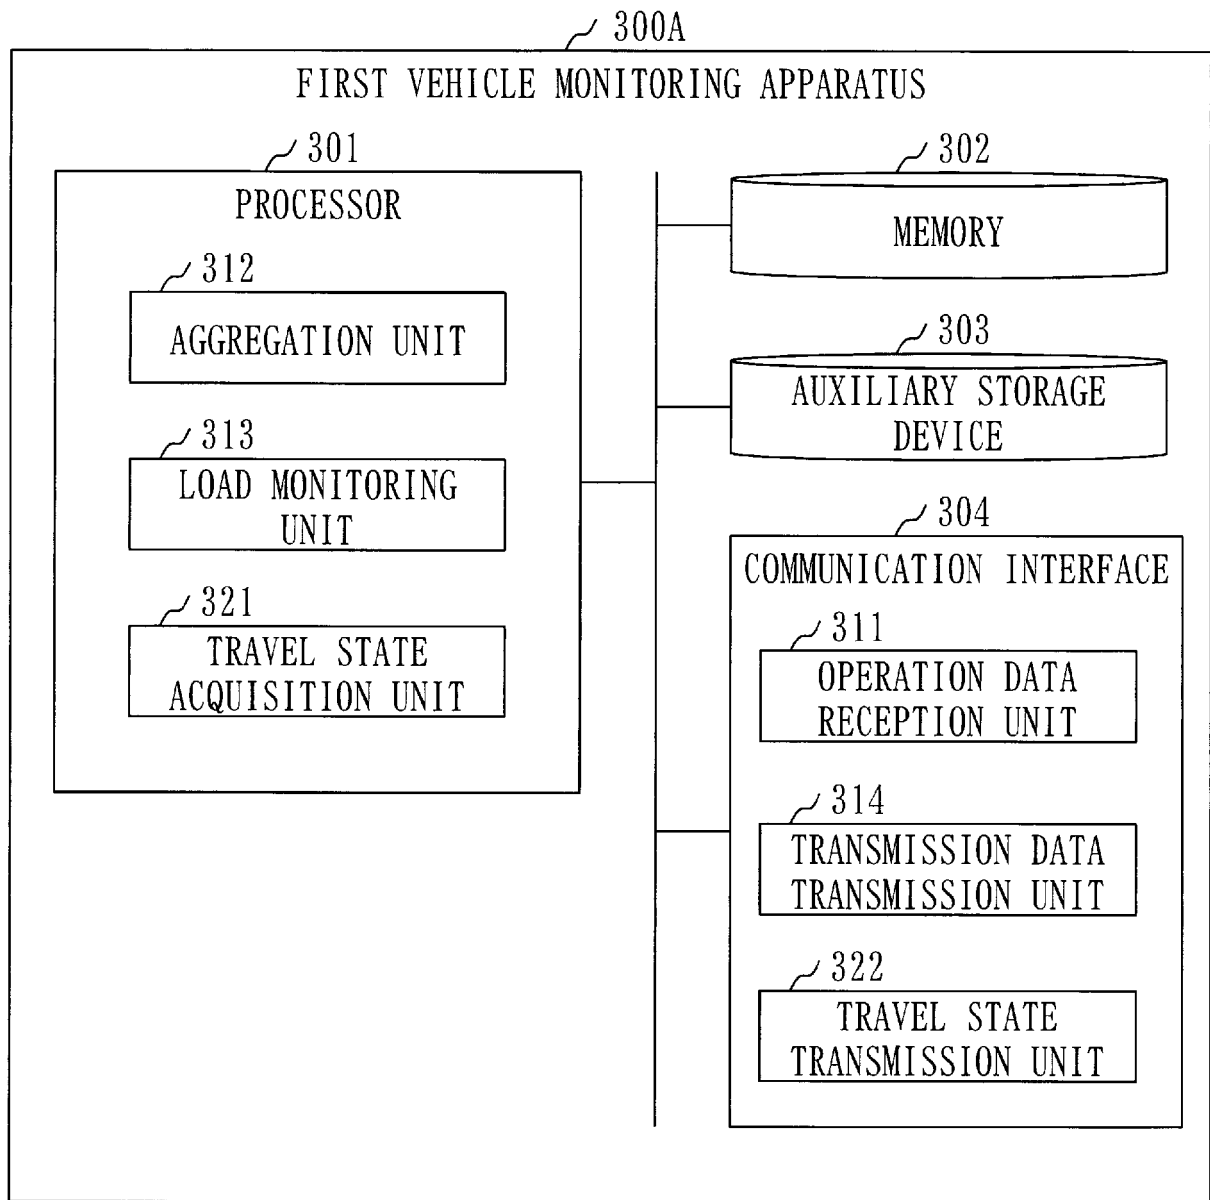 300A
FIRST VEHICLE MONITORING APPARATUS
301
PROCESSOR
312
AGGREGATION UNIT
313
LOAD MONITORING
UNIT
321
TRAVEL STATE
ACQUISITION UNIT
302
MEMORY
303
AUXILIARY STORAGE
DEVICE
304
COMMUNICATION INTERFACE
311
OPERATION DATA
RECEPTION UNIT
314
TRANSMISSION DATA
TRANSMISSION UNIT
322
TRAVEL STATE
TRANSMISSION UNIT